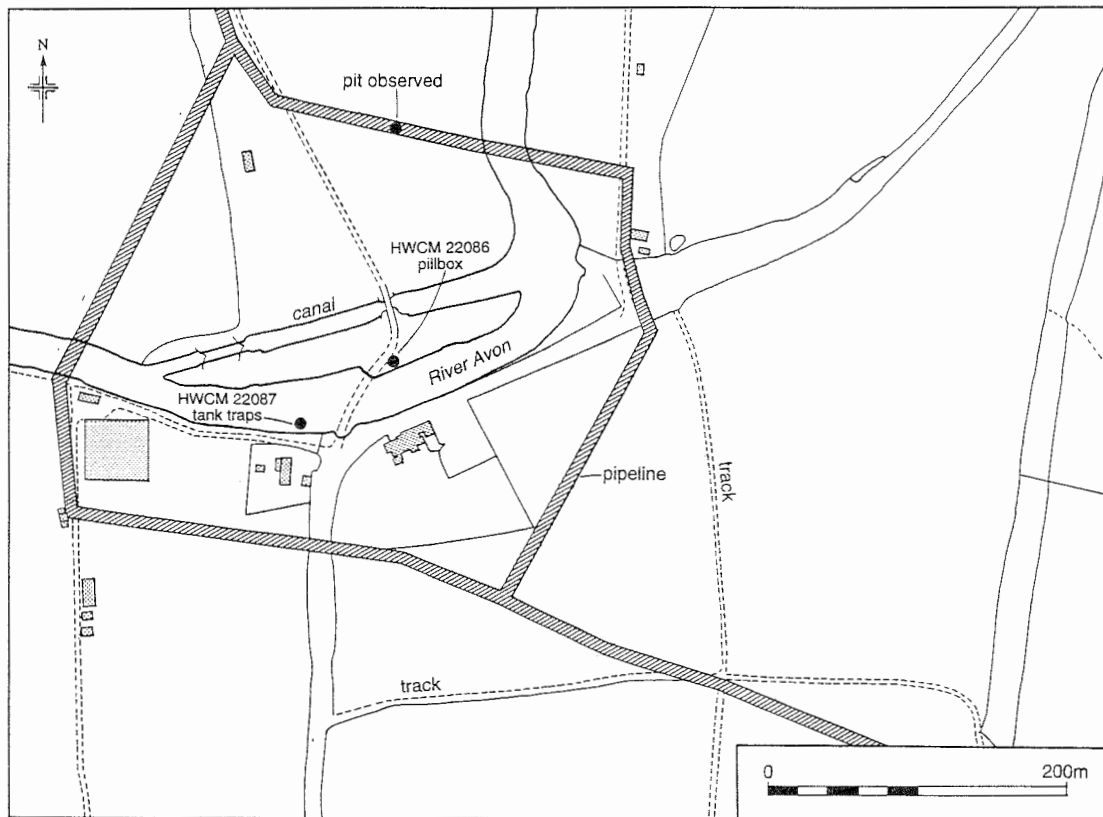 N
pit observed
HWCM 22086
pillbox
canal
River Avon
HWCM 22087
tank traps
pipeline
track
track
0 200m